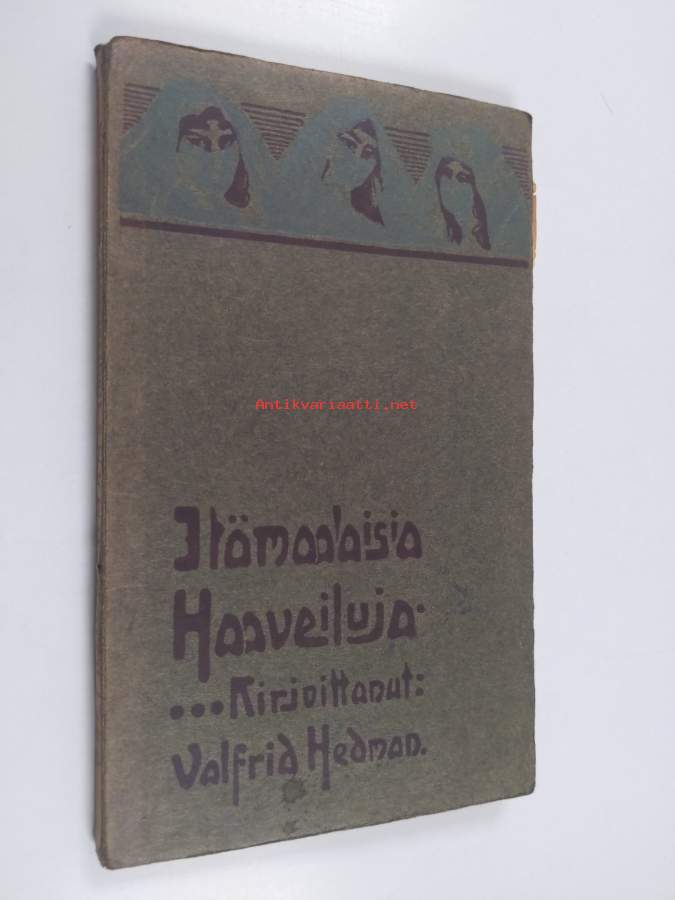 Antikvariaatti.net
Itämaalaisia
Haaveiluja.
...Kirjoittanut:
Valfrid Hedman.